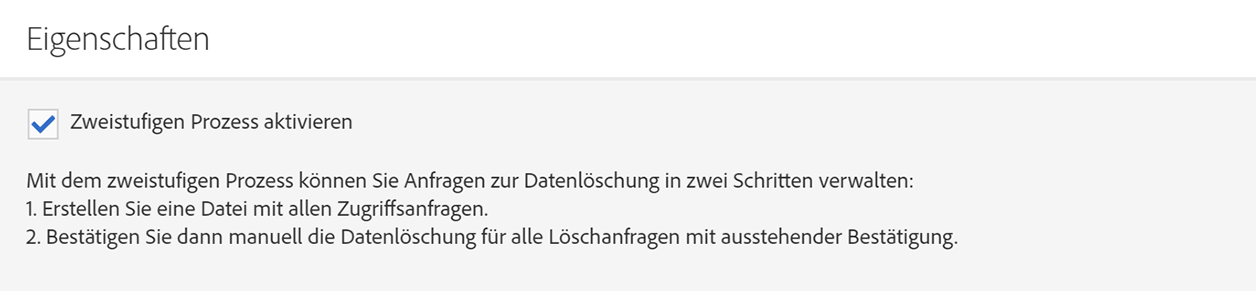 Eigenschaften
Zweistufigen Prozess aktivieren
Mit dem zweistufigen Prozess können Sie Anfragen zur Datenlöschung in zwei Schritten verwalten:
1. Erstellen Sie eine Datei mit allen Zugriffsanfragen.
2. Bestätigen Sie dann manuell die Datenlöschung für alle Löschanfragen mit ausstehender Bestätigung.